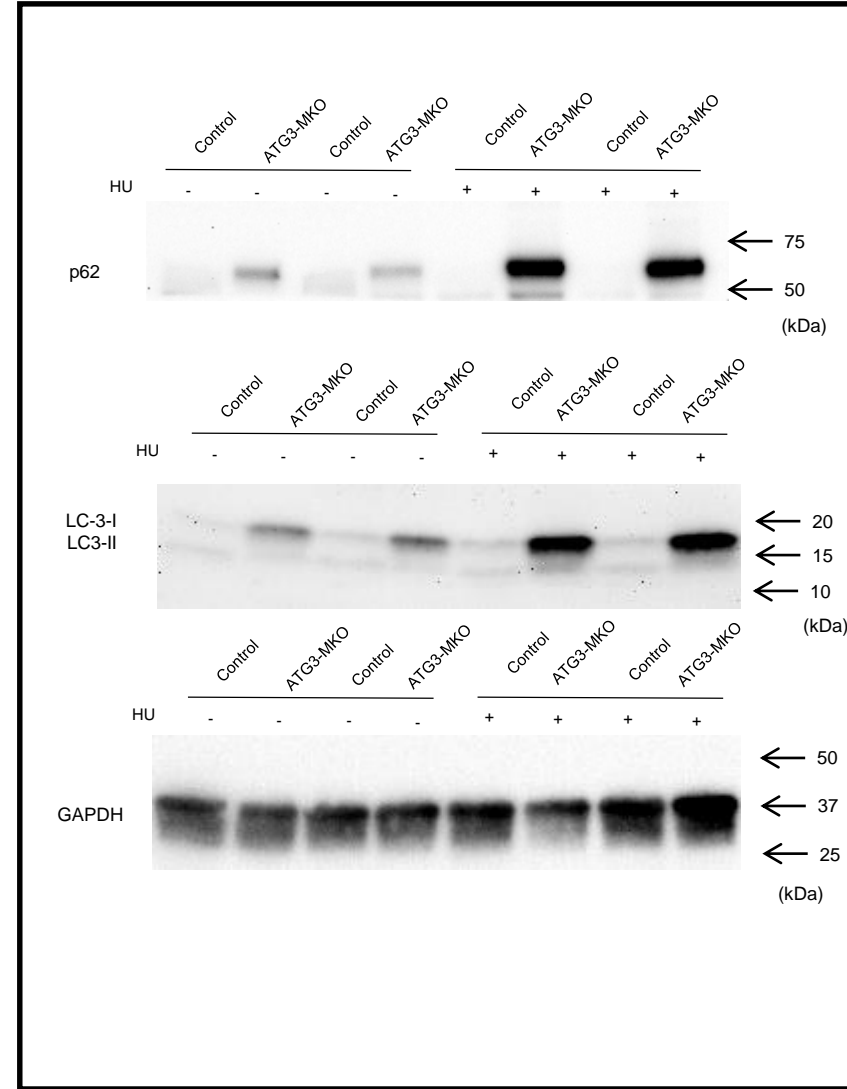 Control ATG3-MKO Control ATG3-MKO Control ATG3-MKO Control ATG3-MKO
HU - - - - + + + +
75
p62
50
(kDa)
Control ATG3-MKO Control ATG3-MKO Control ATG3-MKO Control ATG3-MKO
HU - - - - + + + +
LC-3-I 20
LC3-II
15
10
(kDa)
Control ATG3-MKO Control ATG3-MKO Control ATG3-MKO Control ATG3-MKO
HU - - - - + + + +
50
GAPDH 37
25
(kDa)